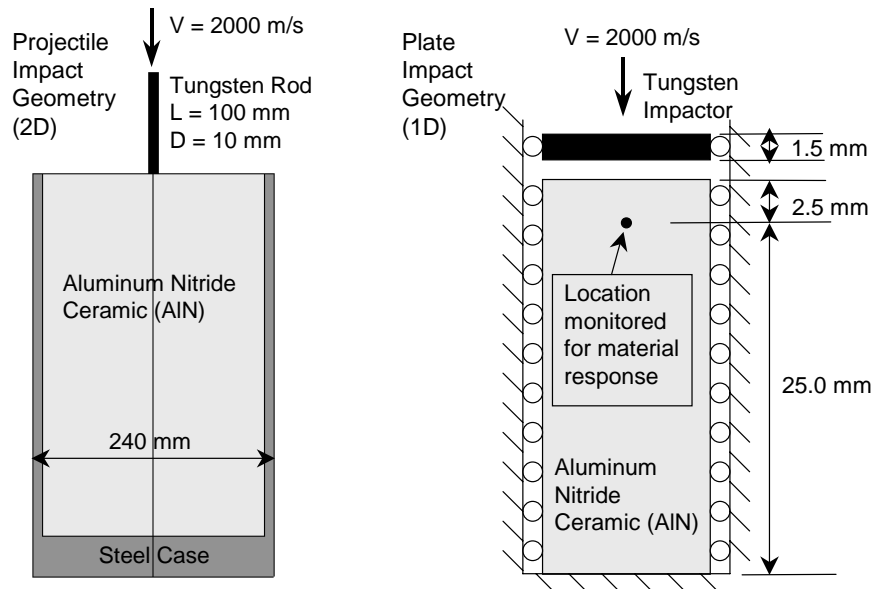 Projectile
Impact
Geometry
(2D)
V = 2000 m/s
Tungsten Rod
L = 100 mm
D = 10 mm
Aluminum Nitride
Ceramic (AlN)
240 mm
Steel Case
Plate
Impact
Geometry
(1D)
V = 2000 m/s
Tungsten
Impactor
1.5 mm
2.5 mm
Location
monitored
for material
response
25.0 mm
Aluminum
Nitride
Ceramic (AlN)